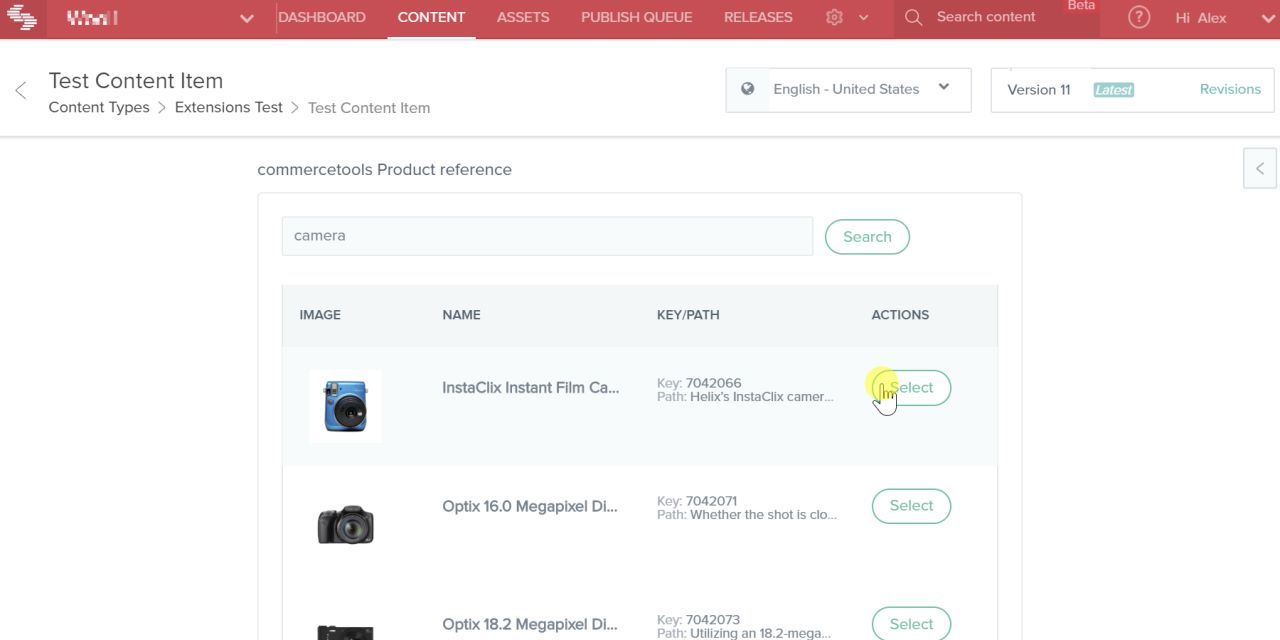 DASHBOARD CONTENT ASSETS PUBLISH QUEUE RELEASES Search content Beta ? Hi Alex
Test Content Item
Content Types > Extensions Test > Test Content Item
English - United States
Version 11 Latest Revisions
commercetools Product reference
camera
Search
IMAGE NAME KEY/PATH ACTIONS
InstaClix Instant Film Ca...
Key: 7042066
Path: Helix's InstaClix camer...
Select
Optix 16.0 Megapixel Di...
Key: 7042071
Path: Whether the shot is clo...
Select
Optix 18.2 Megapixel Di...
Key: 7042073
Path: Utilizing an 18.2-mega...
Select